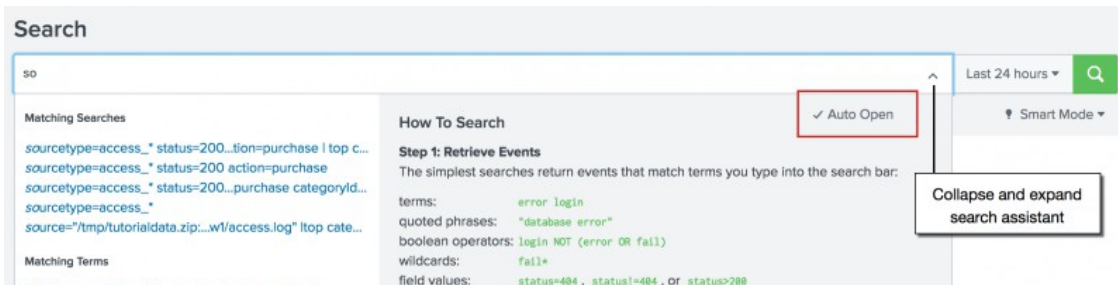 Search
so
Last 24 hours
Matching Searches
sourcetype=access_* status=200...tion=purchase | top c...
sourcetype=access_* status=200 action=purchase
sourcetype=access_* status=200...purchase categoryId...
sourcetype=access_*
source="/tmp/tutorialdata.zip:...w1/access.log" |top cate...
Matching Terms
How To Search
Auto Open
Step 1: Retrieve Events
The simplest searches return events that match terms you type into the search bar:
terms: error login
quoted phrases: "database error"
boolean operators: login NOT (error OR fail)
wildcards: fail*
field values: status=404, status!=404, or status>200
Smart Mode
Collapse and expand
search assistant